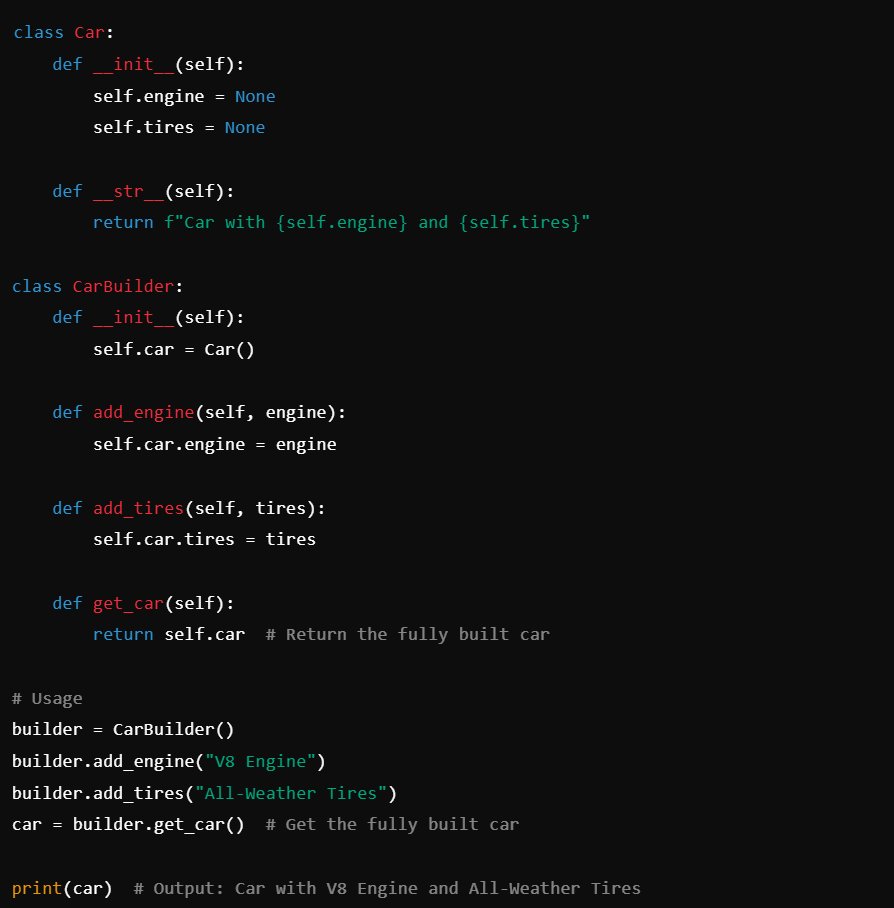 class Car:
    def __init__(self):
        self.engine = None
        self.tires = None

    def __str__(self):
        return f"Car with {self.engine} and {self.tires}"

class CarBuilder:
    def __init__(self):
        self.car = Car()

    def add_engine(self, engine):
        self.car.engine = engine

    def add_tires(self, tires):
        self.car.tires = tires

    def get_car(self):
        return self.car  # Return the fully built car

# Usage
builder = CarBuilder()
builder.add_engine("V8 Engine")
builder.add_tires("All-Weather Tires")
car = builder.get_car()  # Get the fully built car

print(car)  # Output: Car with V8 Engine and All-Weather Tires